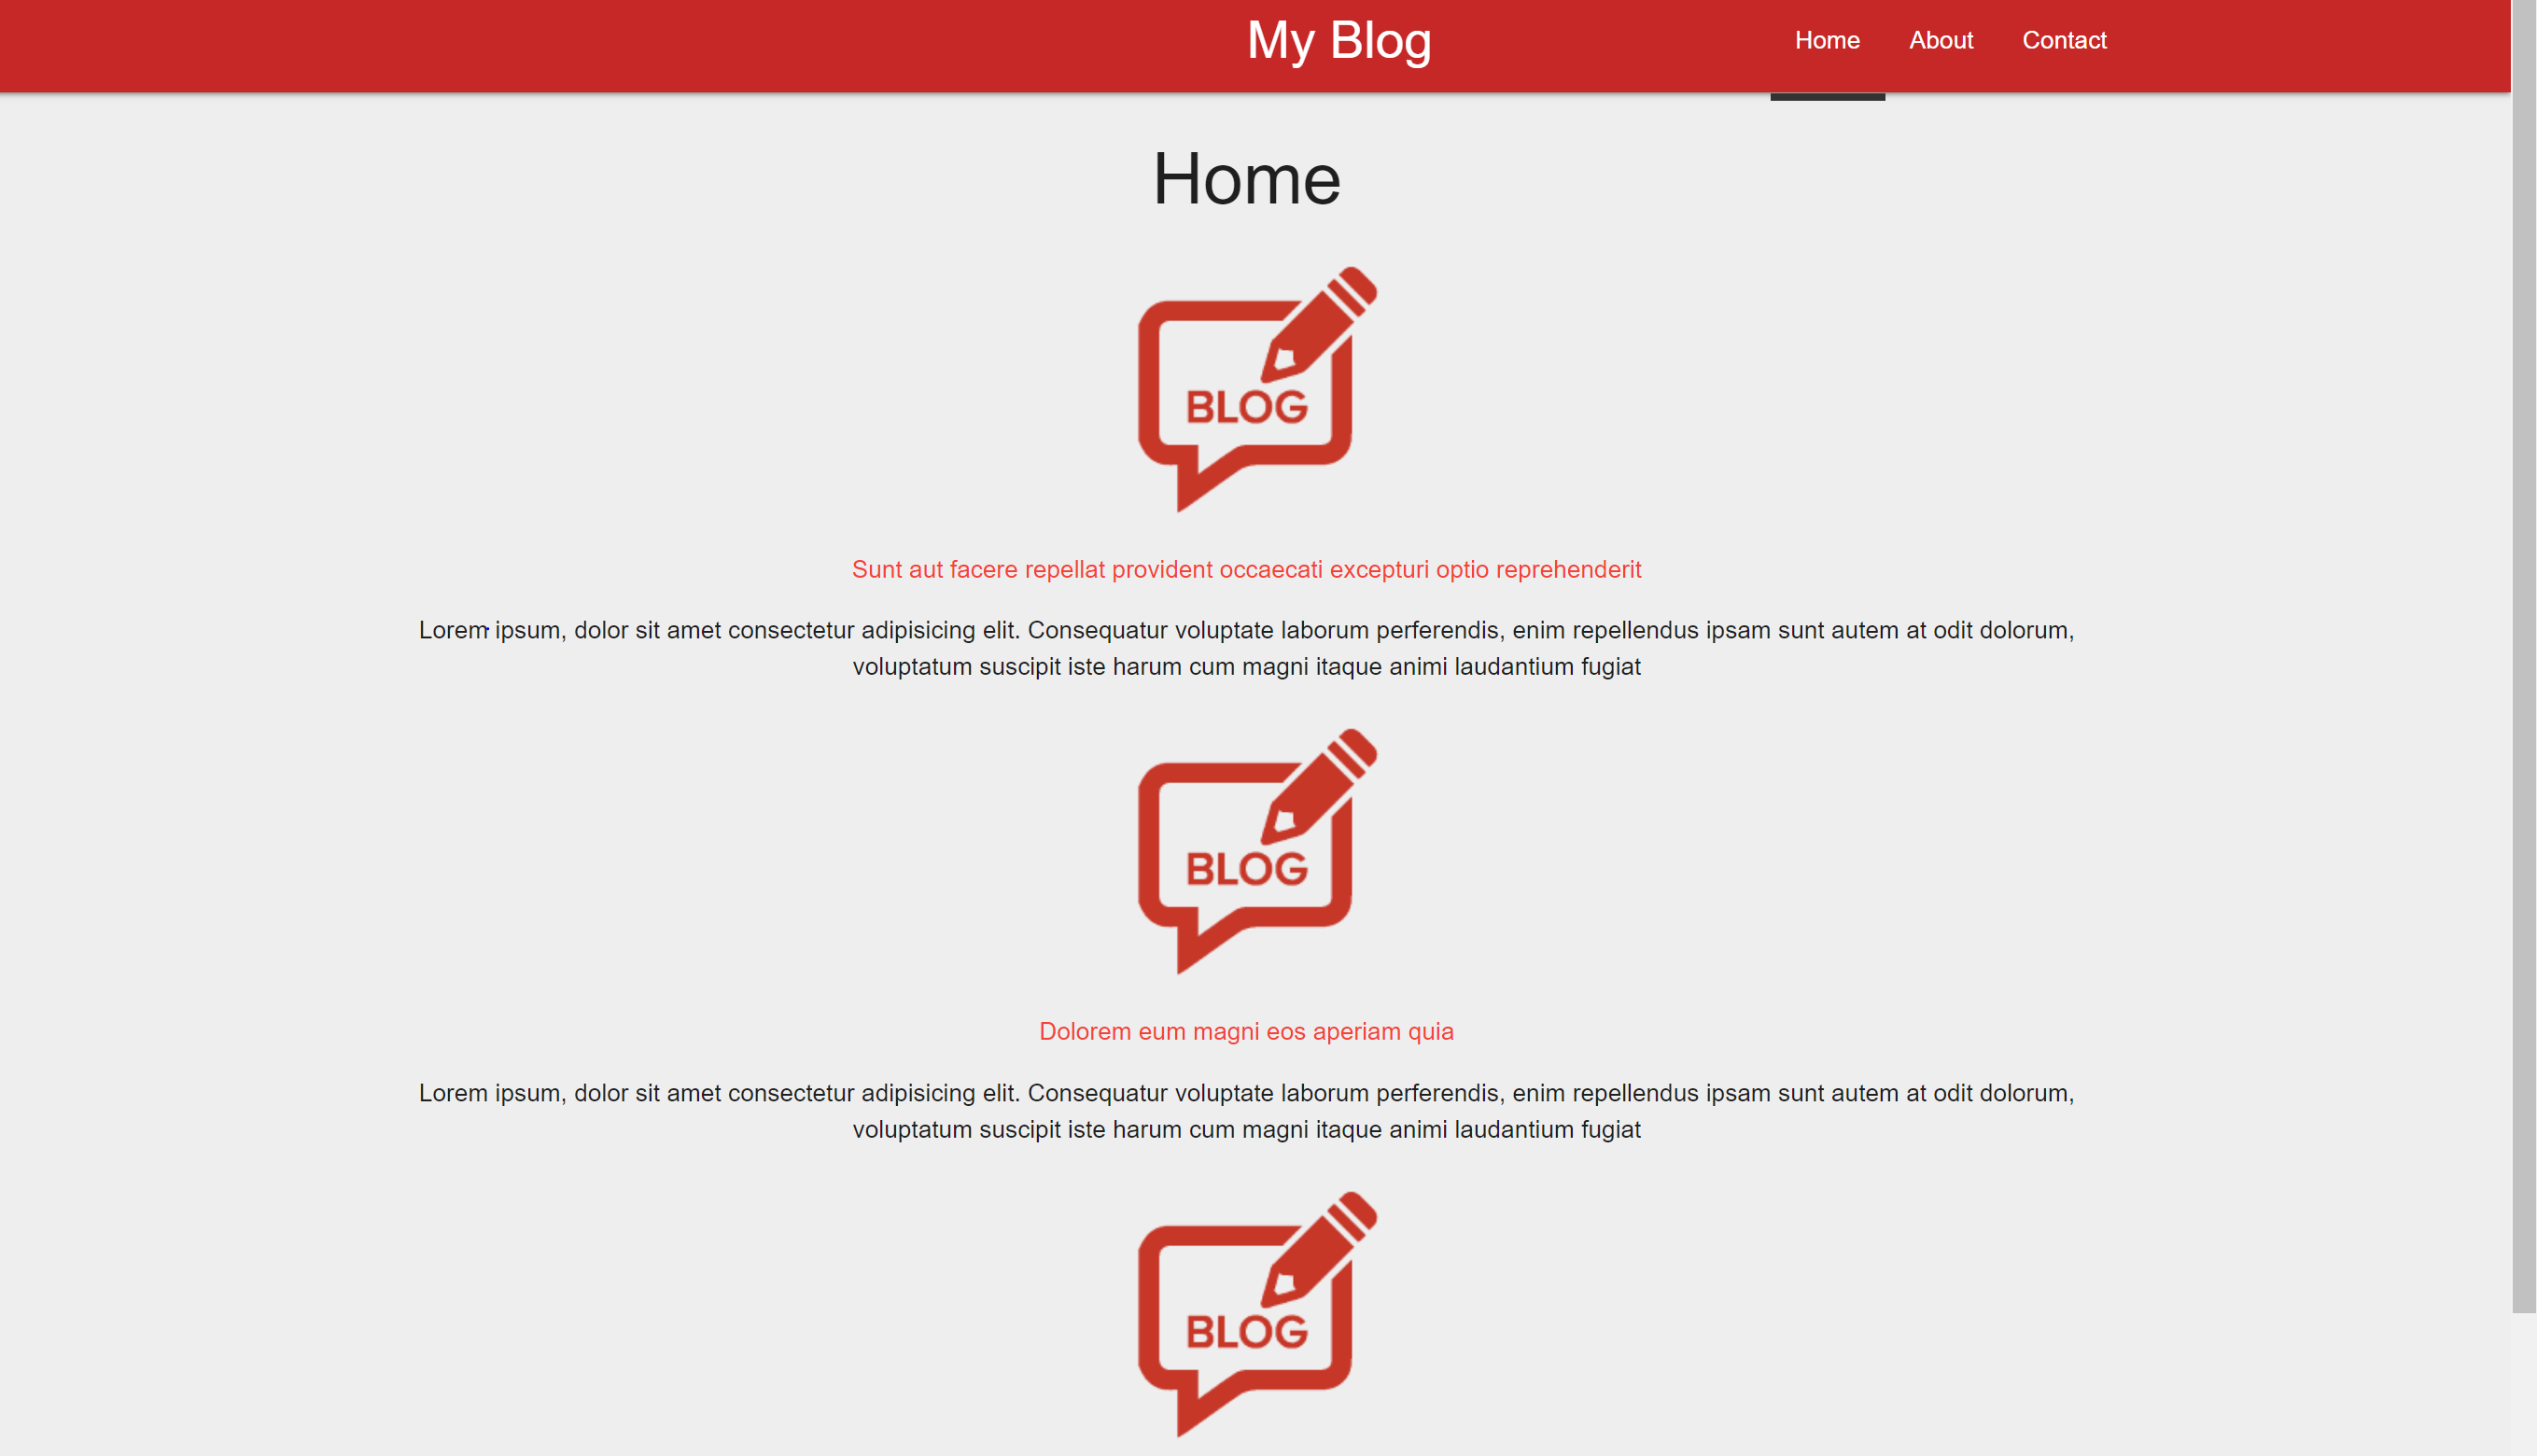 My Blog
Home About Contact
Home
BLOG
Sunt aut facere repellat provident occaecati excepturi optio reprehenderit
Lorem ipsum, dolor sit amet consectetur adipisicing elit. Consequatur voluptate laborum perferendis, enim repellendus ipsam sunt autem at odit dolorum,
voluptatum suscipit iste harum cum magni itaque animi laudantium fugiat
BLOG
Dolorem eum magni eos aperiam quia
Lorem ipsum, dolor sit amet consectetur adipisicing elit. Consequatur voluptate laborum perferendis, enim repellendus ipsam sunt autem at odit dolorum,
voluptatum suscipit iste harum cum magni itaque animi laudantium fugiat
BLOG